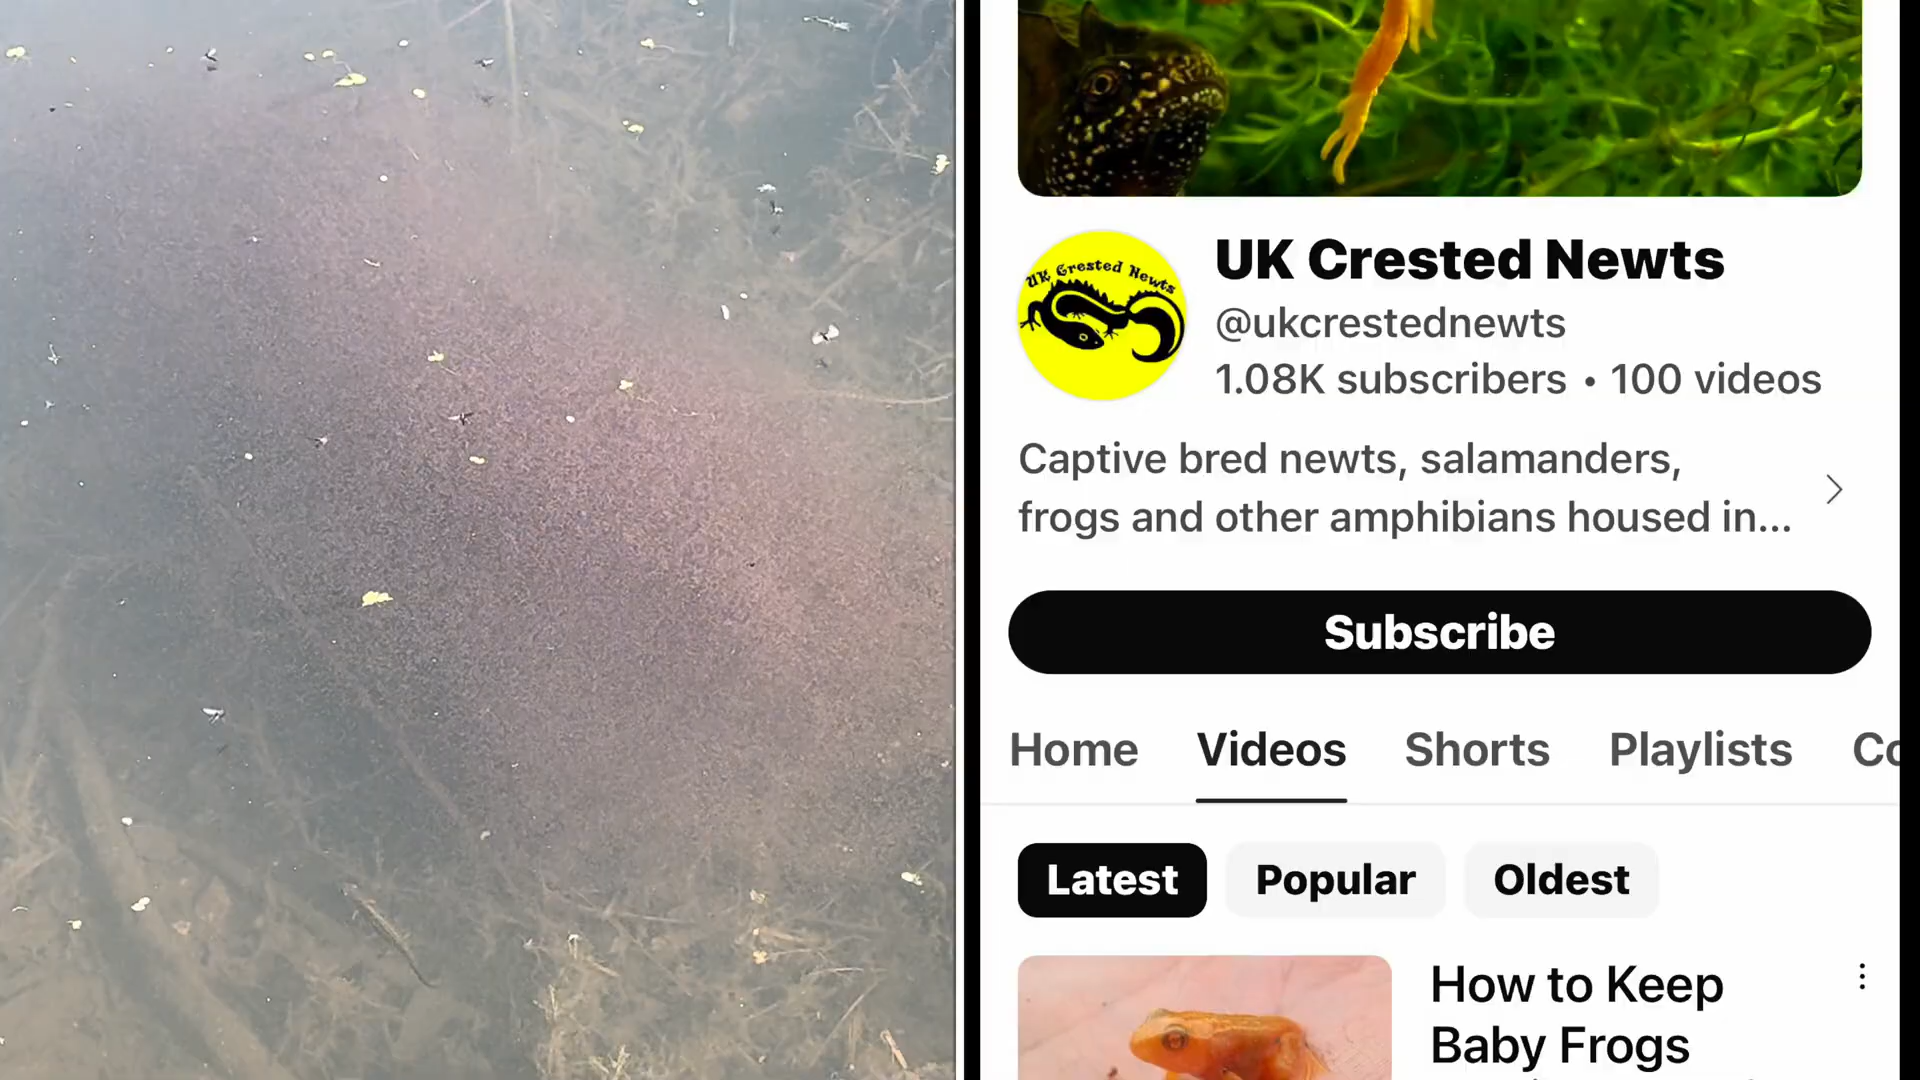 UK Crested Newts
UK Crested Newts
@ukcrestednewts
1.08K subscribers • 100 videos
Captive bred newts, salamanders,
frogs and other amphibians housed in...
Subscribe
Home Videos Shorts Playlists Co
Latest Popular Oldest
How to Keep
Baby Frogs